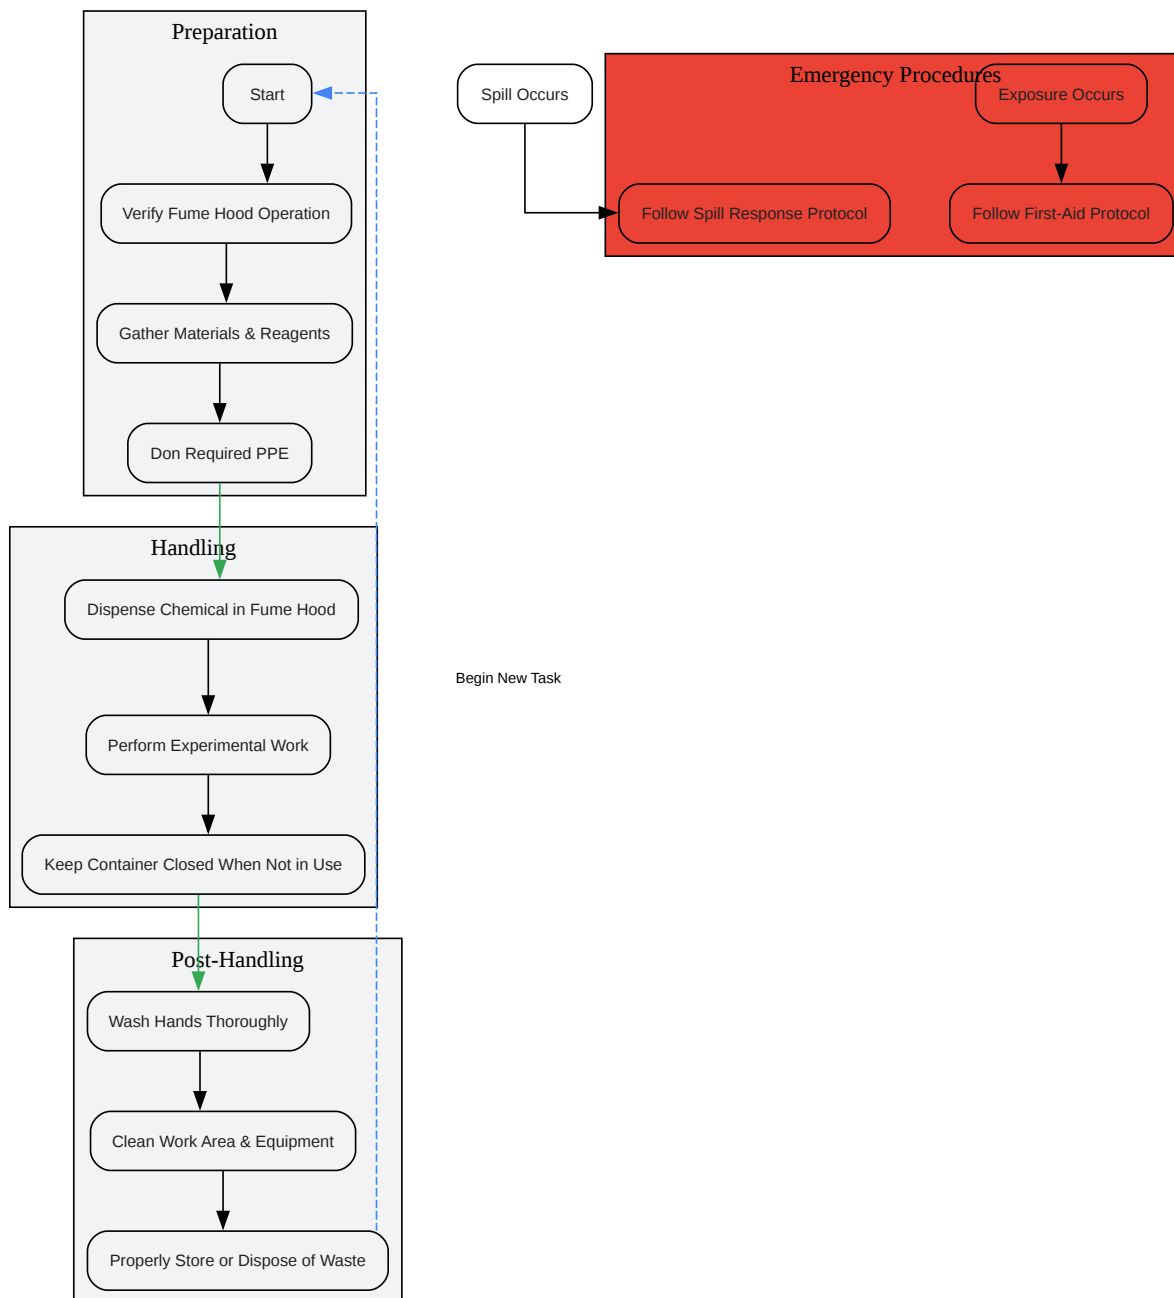 Preparation
Start
Verify Fume Hood Operation
Gather Materials & Reagents
Don Required PPE
Handling
Dispense Chemical in Fume Hood
Perform Experimental Work
Keep Container Closed When Not in Use
Post-Handling
Wash Hands Thoroughly
Clean Work Area & Equipment
Properly Store or Dispose of Waste
Begin New Task
Spill Occurs
Emergency Procedures
Exposure Occurs
Follow Spill Response Protocol
Follow First-Aid Protocol